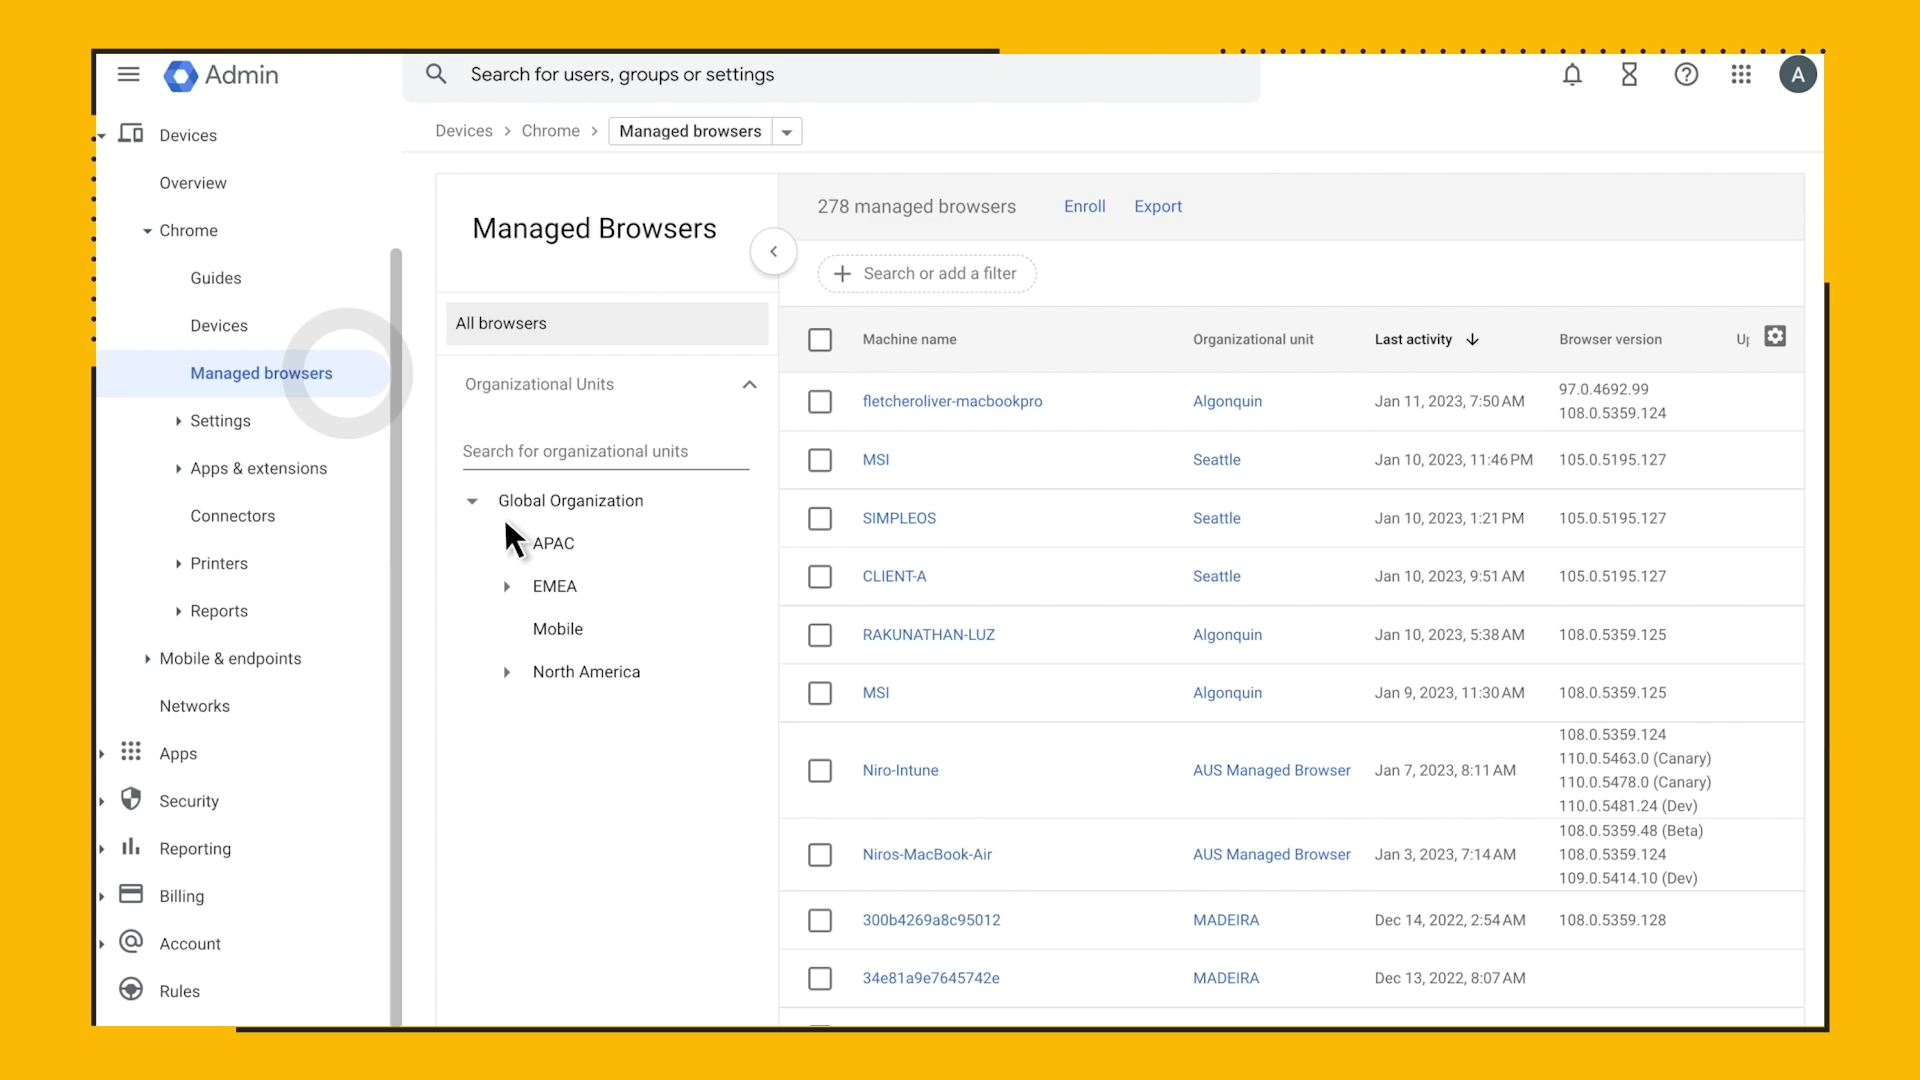 Admin
Search for users, groups or settings
A
Devices
Overview
Chrome
Guides
Devices
Managed browsers
Settings
Apps & extensions
Connectors
Printers
Reports
Mobile & endpoints
Networks
Apps
Security
Reporting
Billing
Account
Rules
Devices > Chrome > Managed browsers
Managed Browsers
All browsers
Organizational Units
Search for organizational units
Global Organization
APAC
EMEA
Mobile
North America
278 managed browsers Enroll Export
+ Search or add a filter
Machine name Organizational unit Last activity Browser version Up
fletcheroliver-macbookpro Algonquin Jan 11, 2023, 7:50 AM 97.0.4692.99
108.0.5359.124
MSI Seattle Jan 10, 2023, 11:46 PM 105.0.5195.127
SIMPLEOS Seattle Jan 10, 2023, 1:21 PM 105.0.5195.127
CLIENT-A Seattle Jan 10, 2023, 9:51 AM 105.0.5195.127
RAKUNATHAN-LUZ Algonquin Jan 10, 2023, 5:38 AM 108.0.5359.125
MSI Algonquin Jan 9, 2023, 11:30 AM 108.0.5359.125
Niro-Intune AUS Managed Browser Jan 7, 2023, 8:11 AM 108.0.5359.124
110.0.5463.0 (Canary)
110.0.5478.0 (Canary)
110.0.5481.24 (Dev)
Niros-MacBook-Air AUS Managed Browser Jan 3, 2023, 7:14 AM 108.0.5359.48 (Beta)
108.0.5359.124
109.0.5414.10 (Dev)
300b4269a8c95012 MADEIRA Dec 14, 2022, 2:54 AM 108.0.5359.128
34e81a9e7645742e MADEIRA Dec 13, 2022, 8:07 AM